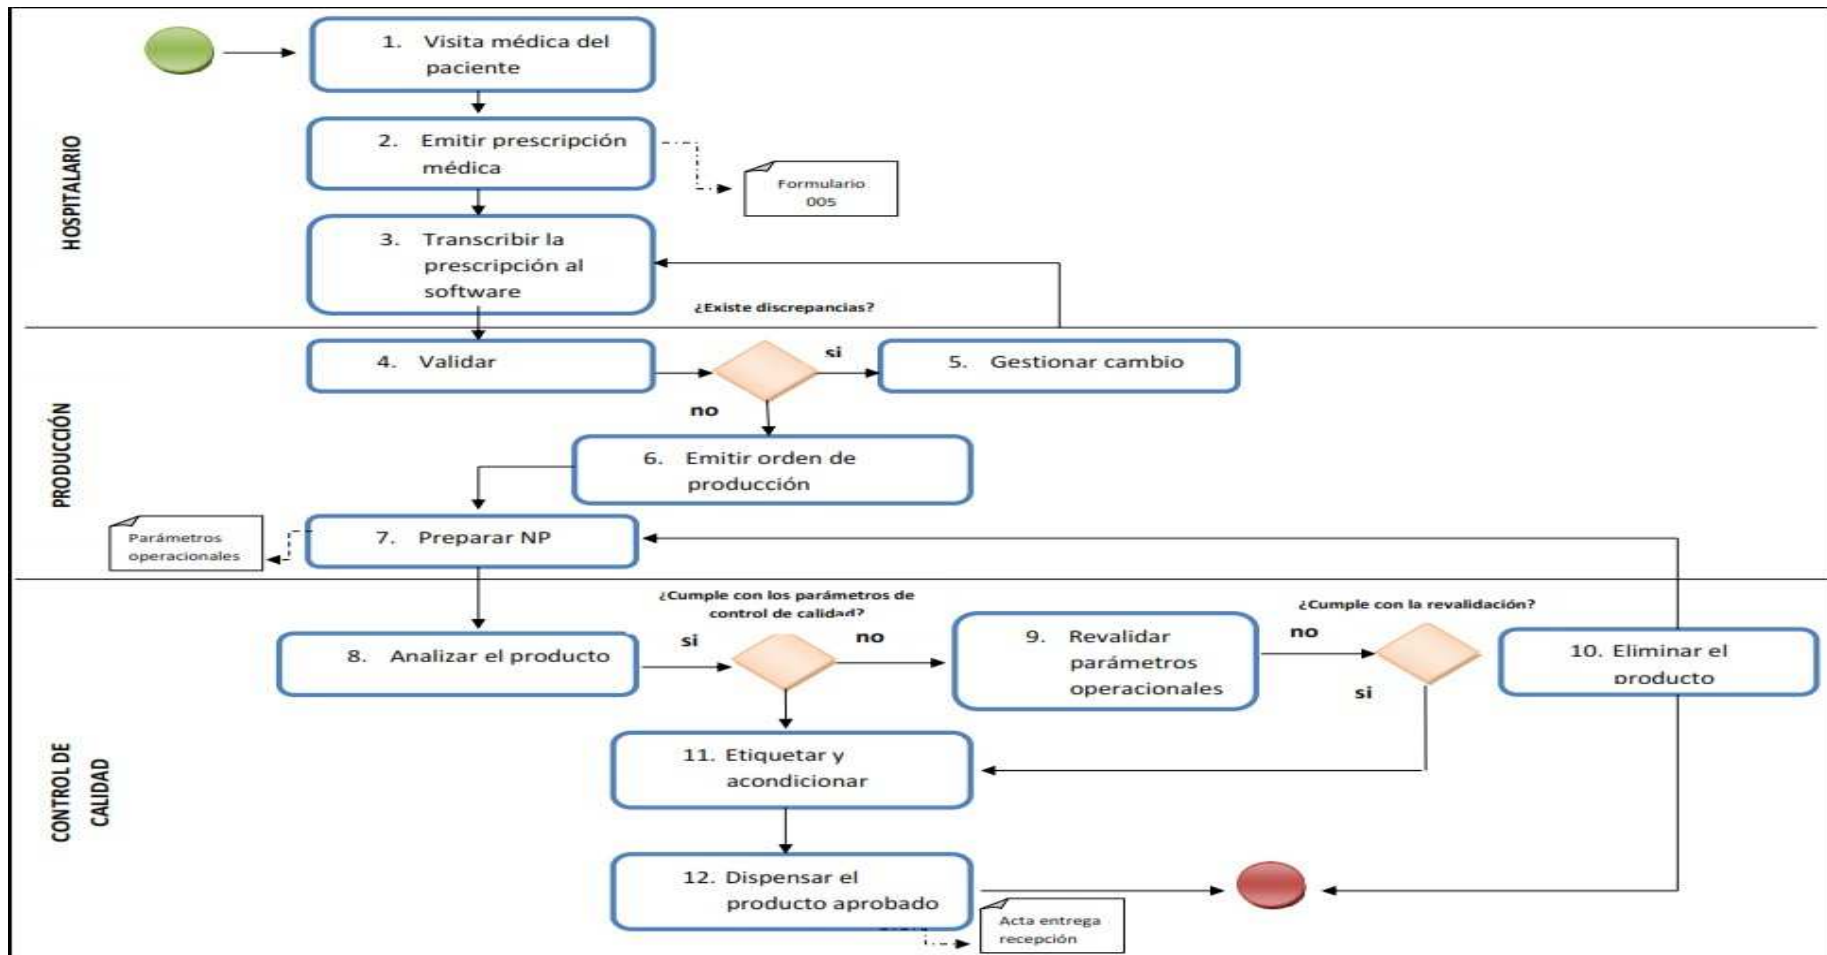 HOSPITALARIO
1. Visita médica del
paciente
2. Emitir prescripción
médica
Formulario
005
3. Transcribir la
prescripción al
software
¿Existe discrepancias?
PRODUCCIÓN
4. Validar
si
5. Gestionar cambio
no
6. Emitir orden de
producción
Parámetros
operacionales
7. Preparar NP
CONTROL DE
CALIDAD
¿Cumple con los parámetros de
control de calidad?
¿Cumple con la revalidación?
8. Analizar el producto
si
no
9. Revalidar
parámetros
operacionales
no
si
10. Eliminar el
producto
11. Etiquetar y
acondicionar
12. Dispensar el
producto aprobado
Acta entrega
recepción